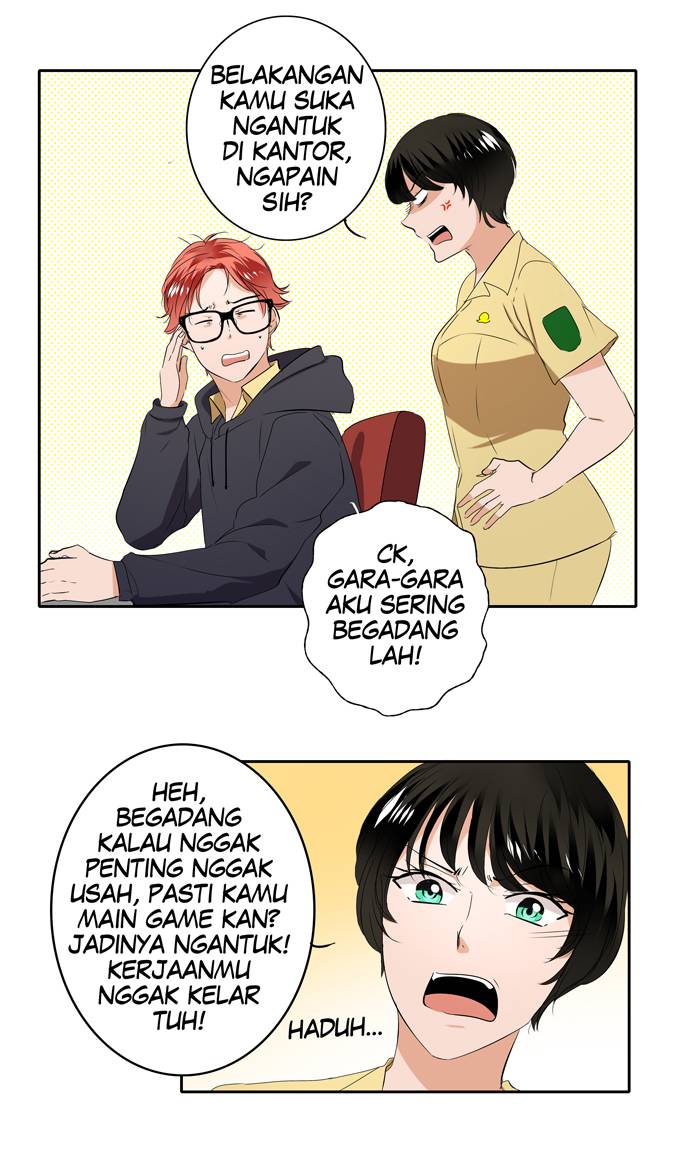 BELAKANGAN
KAMU SUKA
NGANTUK
DI KANTOR,
NGAPAIN
SIH?
CK,
GARA-GARA
AKU SERING
BEGADANG
LAH!
HEH,
BEGADANG
KALAU NGGAK
PENTING NGGAK
USAH, PASTI KAMU
MAIN GAME KAN?
JADINYA NGANTUK!
KERJAANMU
NGGAK KELAR
TUH!
HADUH...